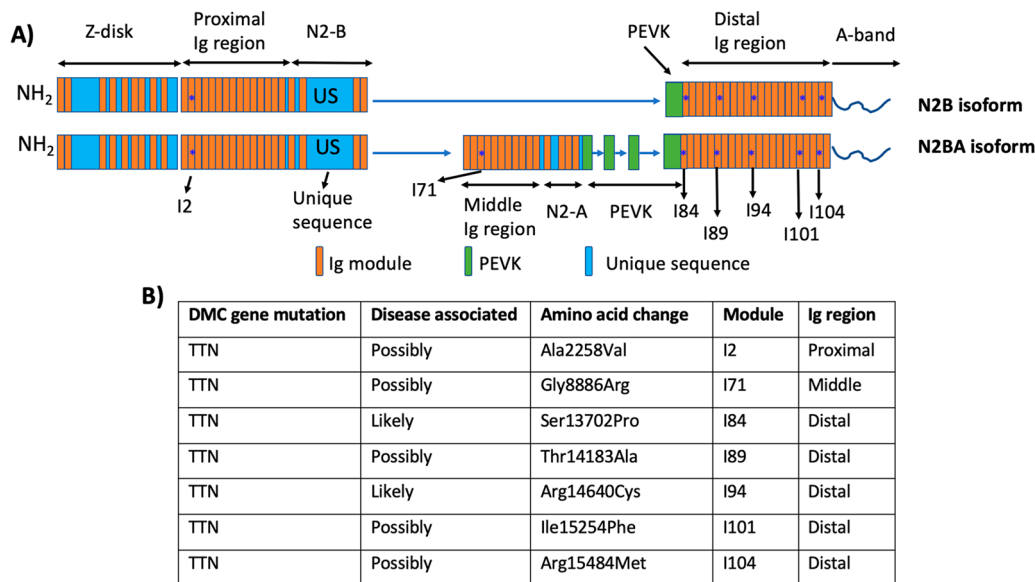 A)
Z-disk
Proximal
Ig region
N2-B
PEVK
Distal
Ig region
A-band
NH2
US
N2B isoform
NH2
US
N2BA isoform
I2
Unique
sequence
I71
Middle
Ig region
N2-A
PEVK
I84
I89
I94
I101
I104
Ig module
PEVK
Unique sequence
B)
DMC gene mutation Disease associated Amino acid change Module Ig region
TTN Possibly Ala2258Val I2 Proximal
TTN Possibly Gly8886Arg I71 Middle
TTN Likely Ser13702Pro I84 Distal
TTN Possibly Thr14183Ala I89 Distal
TTN Likely Arg14640Cys I94 Distal
TTN Possibly Ile15254Phe I101 Distal
TTN Possibly Arg15484Met I104 Distal